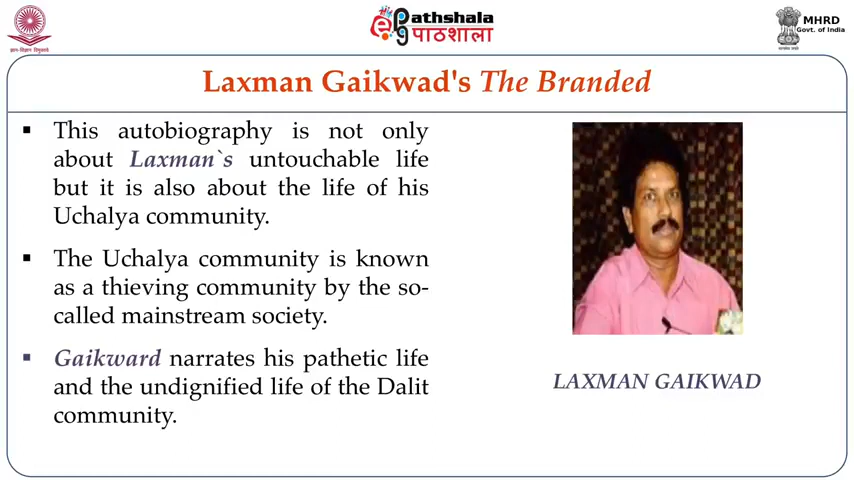 ज्ञान-विज्ञान विमुक्तये
ePg Pathshala
पाठशाला
MHRD
Govt. of India
Laxman Gaikwad's The Branded
▪ This autobiography is not only
about Laxman`s untouchable life
but it is also about the life of his
Uchalya community.
▪ The Uchalya community is known
as a thieving community by the so-
called mainstream society.
▪ Gaikward narrates his pathetic life
and the undignified life of the Dalit
community.
LAXMAN GAIKWAD